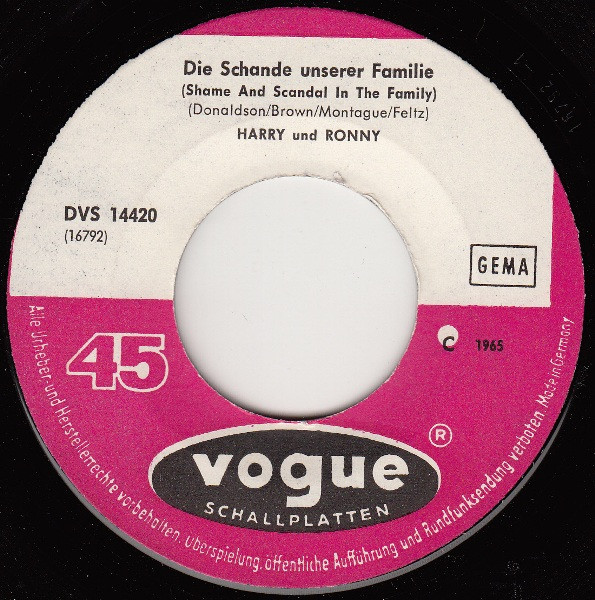 Die Schande unserer Familie
(Shame And Scandal In The Family)
(Donaldson/Brown/Montague/Feltz)
HARRY und RONNY
DVS 14420
(16792)
GEMA
45
C 1965
vogue ®
SCHALLPLATTEN
Alle Urheber- und Herstellerrechte vorbehalten. Überspielung, öffentliche Aufführung und Rundfunksendung verboten. Made in Germany